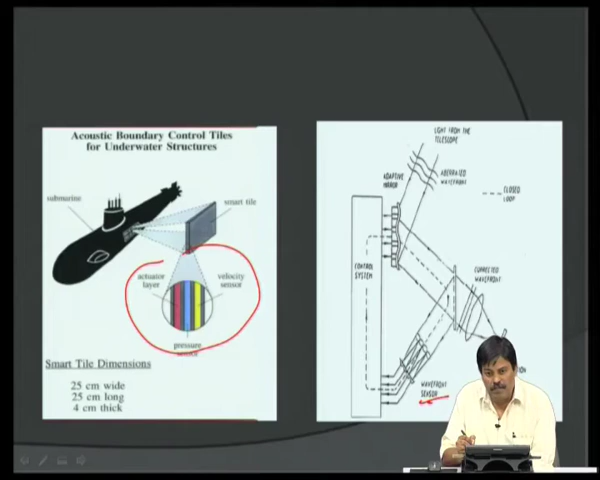 Acoustic Boundary Control Tiles
for Underwater Structures
submarine
smart tile
actuator
layer
velocity
sensor
pressure
Smart Tile Dimensions
25 cm wide
25 cm long
4 cm thick
LIGHT FROM THE
TELESCOPE
ADAPTIVE
MIRROR
ABERRATED
WAVEFRONT
CLOSED
LOOP
CONTROL
SYSTEM
CORRECTED
WAVEFRONT
WAVEFRONT
SENSOR